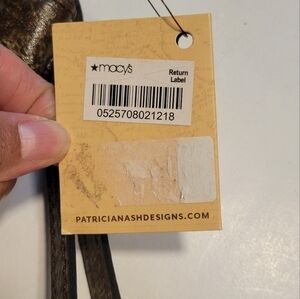 ★macy's
Return
Label
0525708021218
PATRICIANASHDESIGNS.COM